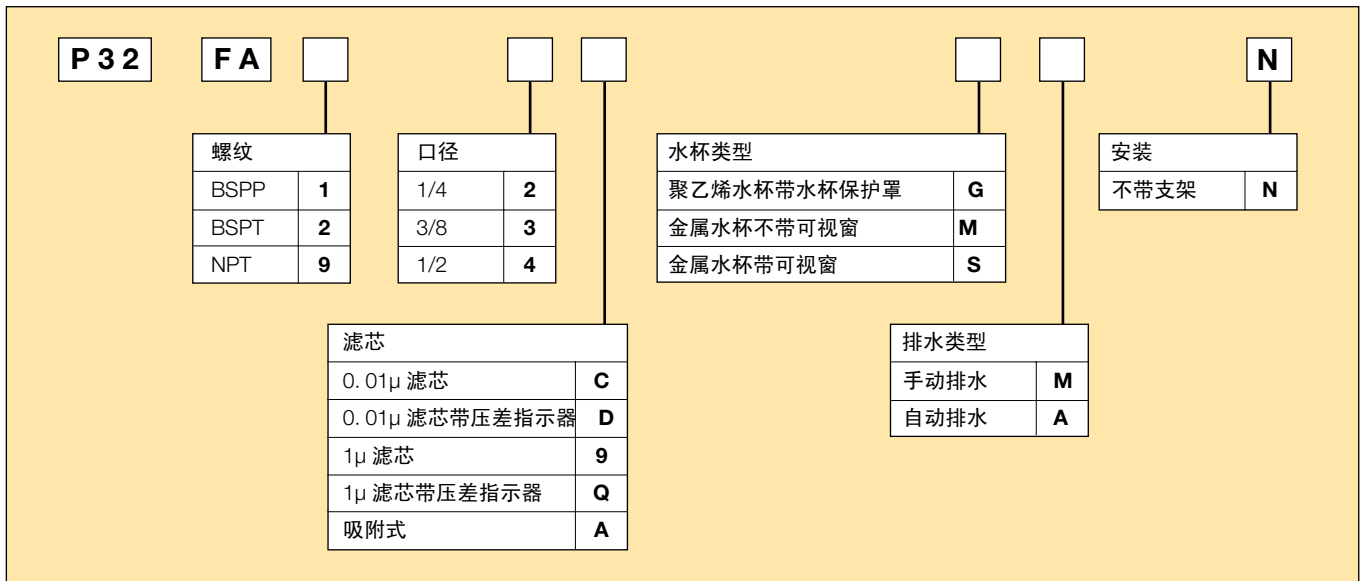 P32 FA N
螺纹
BSPP 1
BSPT 2
NPT 9
口径
1/4 2
3/8 3
1/2 4
水杯类型
聚乙烯水杯带水杯保护罩 G
金属水杯不带可视窗 M
金属水杯带可视窗 S
安装
不带支架 N
滤芯
0.01μ 滤芯 C
0.01μ 滤芯带压差指示器 D
1μ 滤芯 9
1μ 滤芯带压差指示器 Q
吸附式 A
排水类型
手动排水 M
自动排水 A